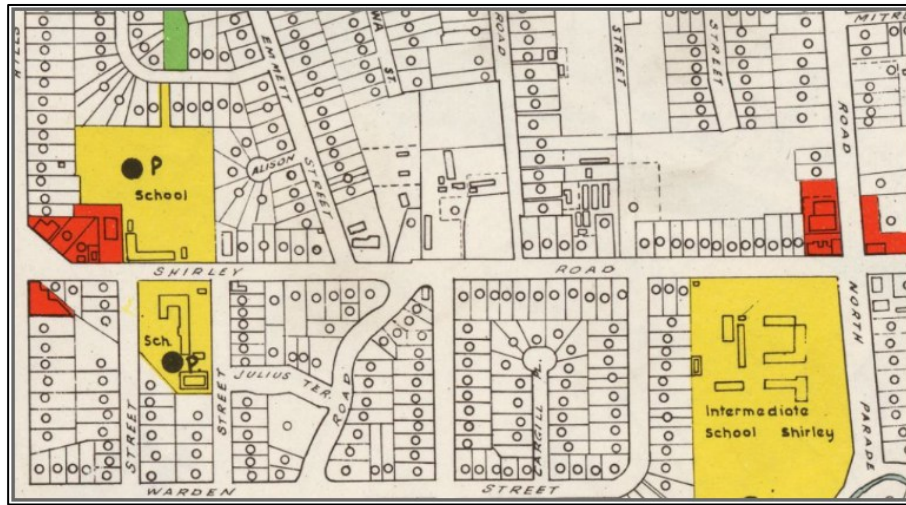 HILLS
EMMETT
STREET
WA
ST
ROAD
STREET
STREET
MITRE
ROAD
ALISON
P
School
SHIRLEY ROAD
Sch.
P
JULIUS TER.
ROAD
STREET
STREET
CARGILL PL.
Intermediate
School Shirley
NORTH
PARADE
WARDEN STREET